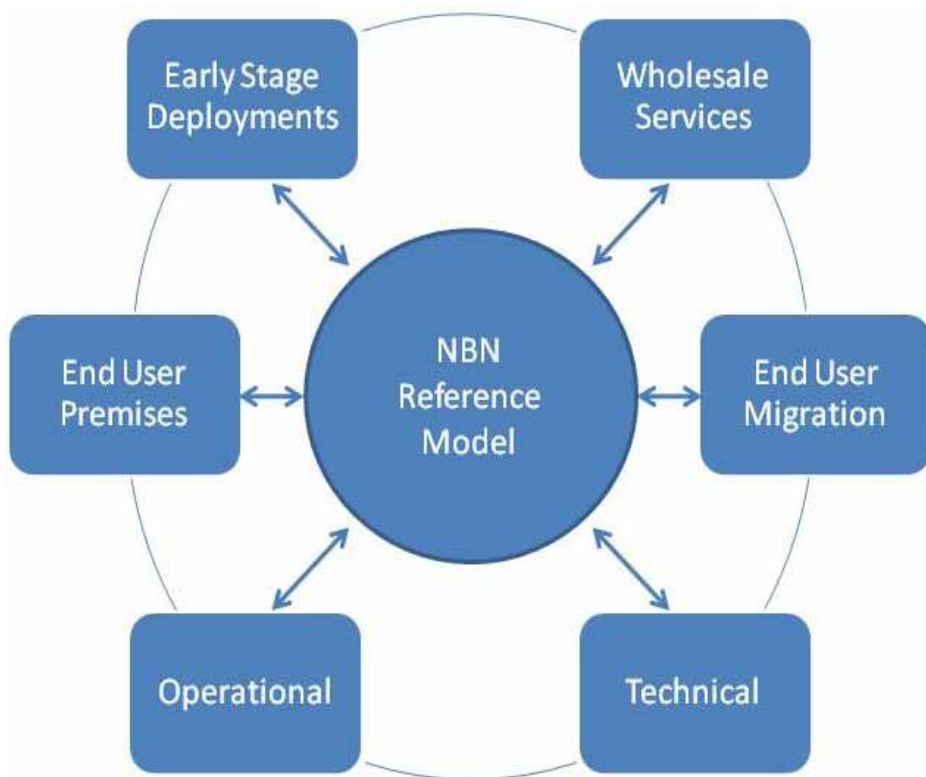 Early Stage
Deployments
Wholesale
Services
End User
Premises
NBN
Reference
Model
End User
Migration
Operational
Technical